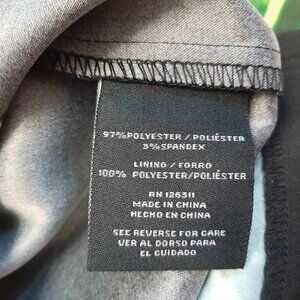 97% POLYESTER / POLIÉSTER
3% SPANDEX
LINING / FORRO
100% POLYESTER/POLIÉSTER
RN 126311
MADE IN CHINA
HECHO EN CHINA
SEE REVERSE FOR CARE
VER AL DORSO PARA
EL CUIDADO